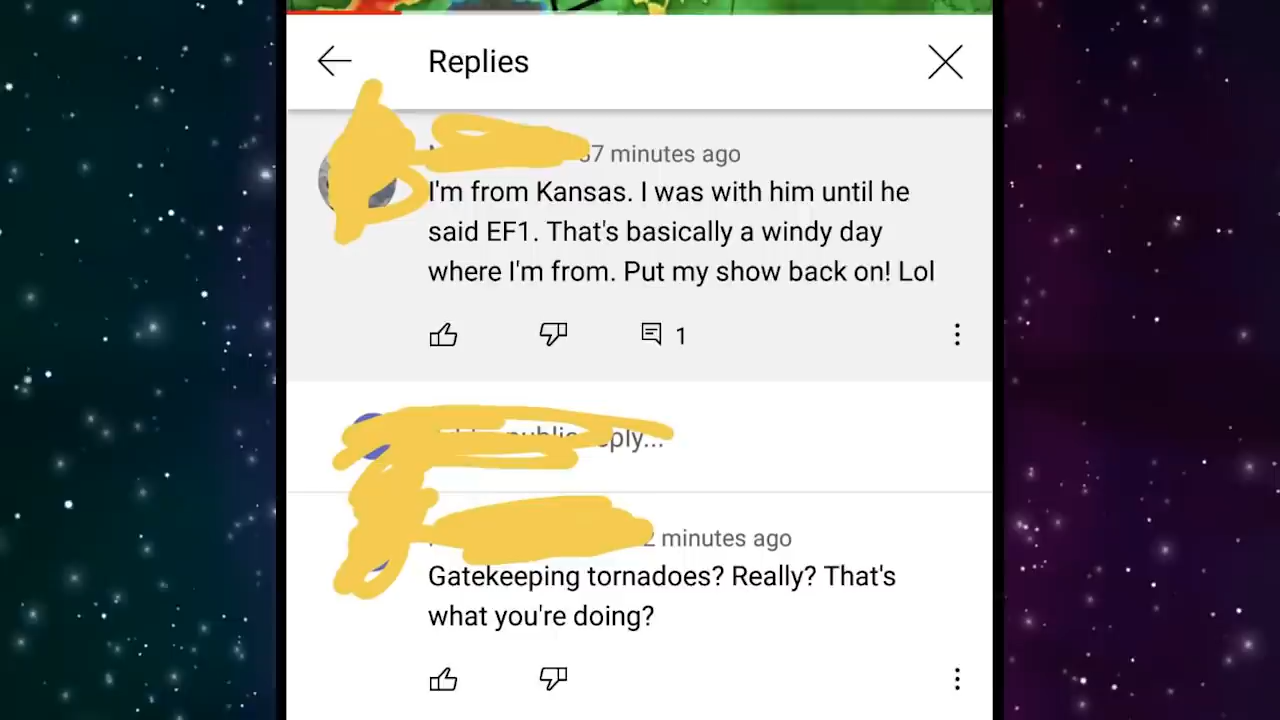 Replies
37 minutes ago
I'm from Kansas. I was with him until he
said EF1. That's basically a windy day
where I'm from. Put my show back on! Lol
1
minutes ago
Gatekeeping tornadoes? Really? That's
what you're doing?